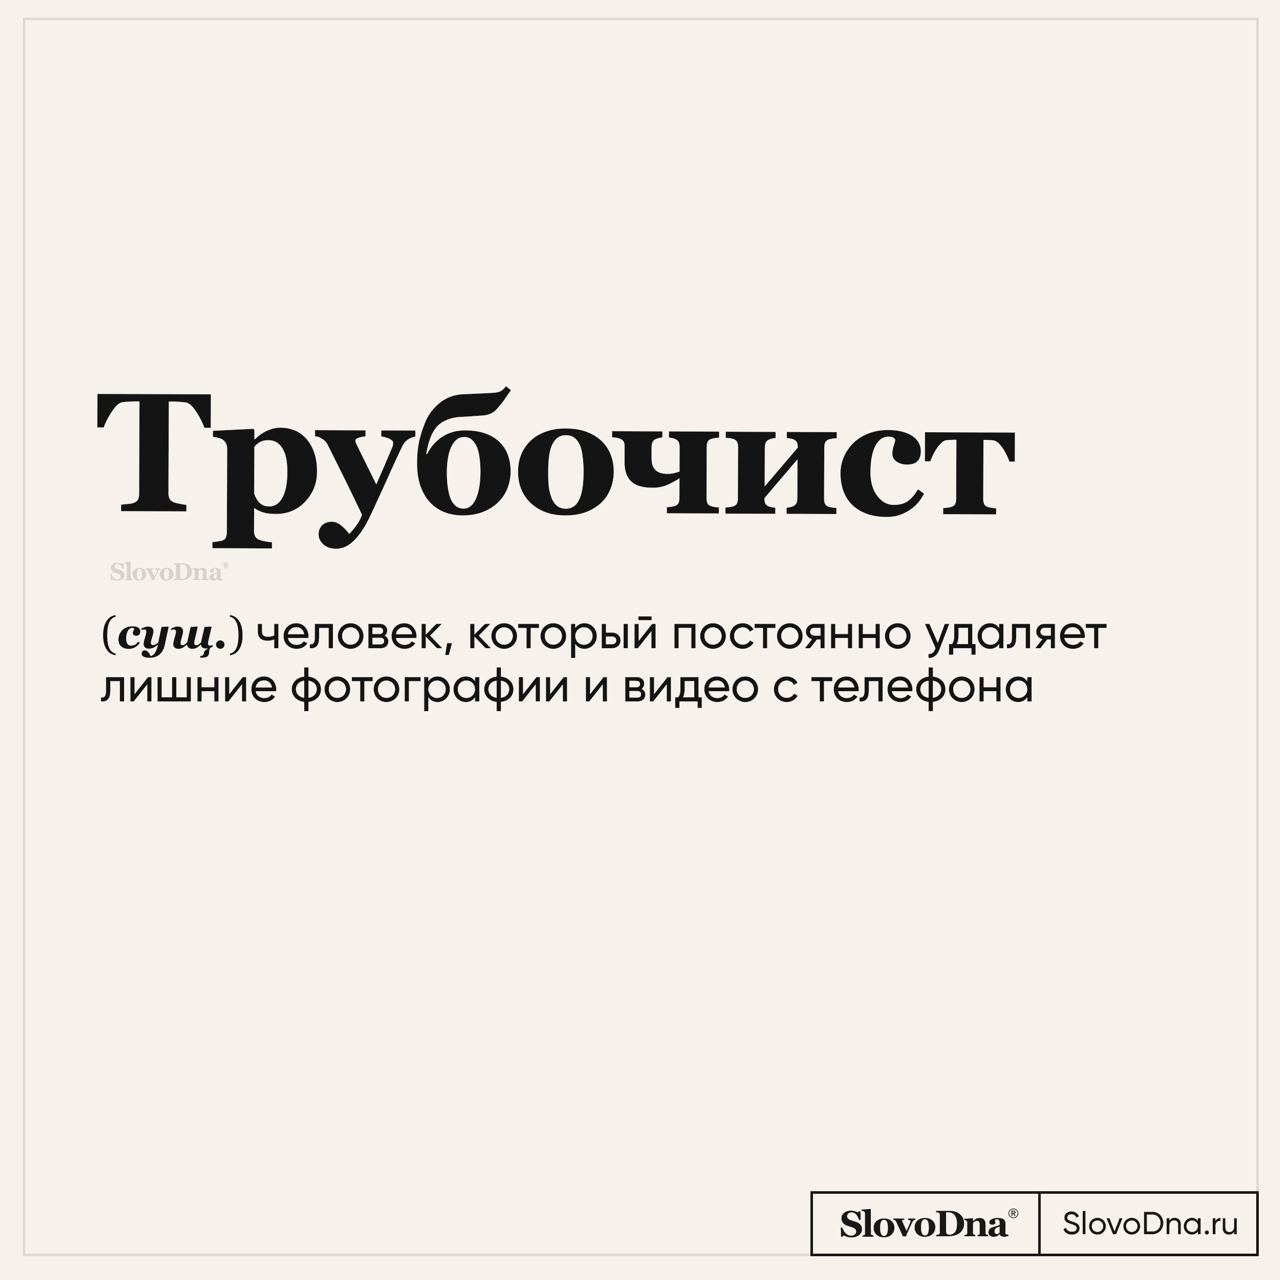 Трубочист
SlovoDna®
(сущ.) человек, который постоянно удаляет
лишние фотографии и видео с телефона
SlovoDna® SlovoDna.ru